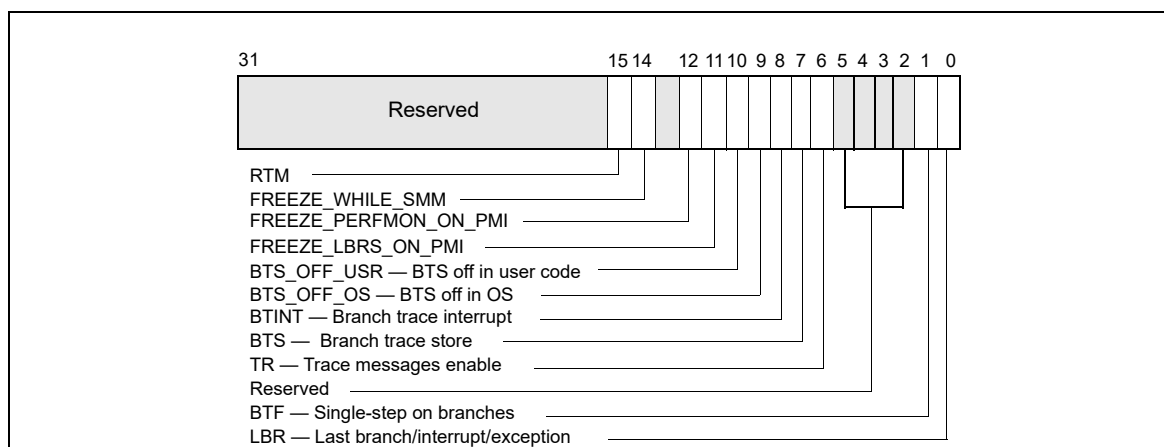 31 15 14 12 11 10 9 8 7 6 5 4 3 2 1 0
Reserved
RTM
FREEZE_WHILE_SMM
FREEZE_PERFMON_ON_PMI
FREEZE_LBRS_ON_PMI
BTS_OFF_USR — BTS off in user code
BTS_OFF_OS — BTS off in OS
BTINT — Branch trace interrupt
BTS — Branch trace store
TR — Trace messages enable
Reserved
BTF — Single-step on branches
LBR — Last branch/interrupt/exception